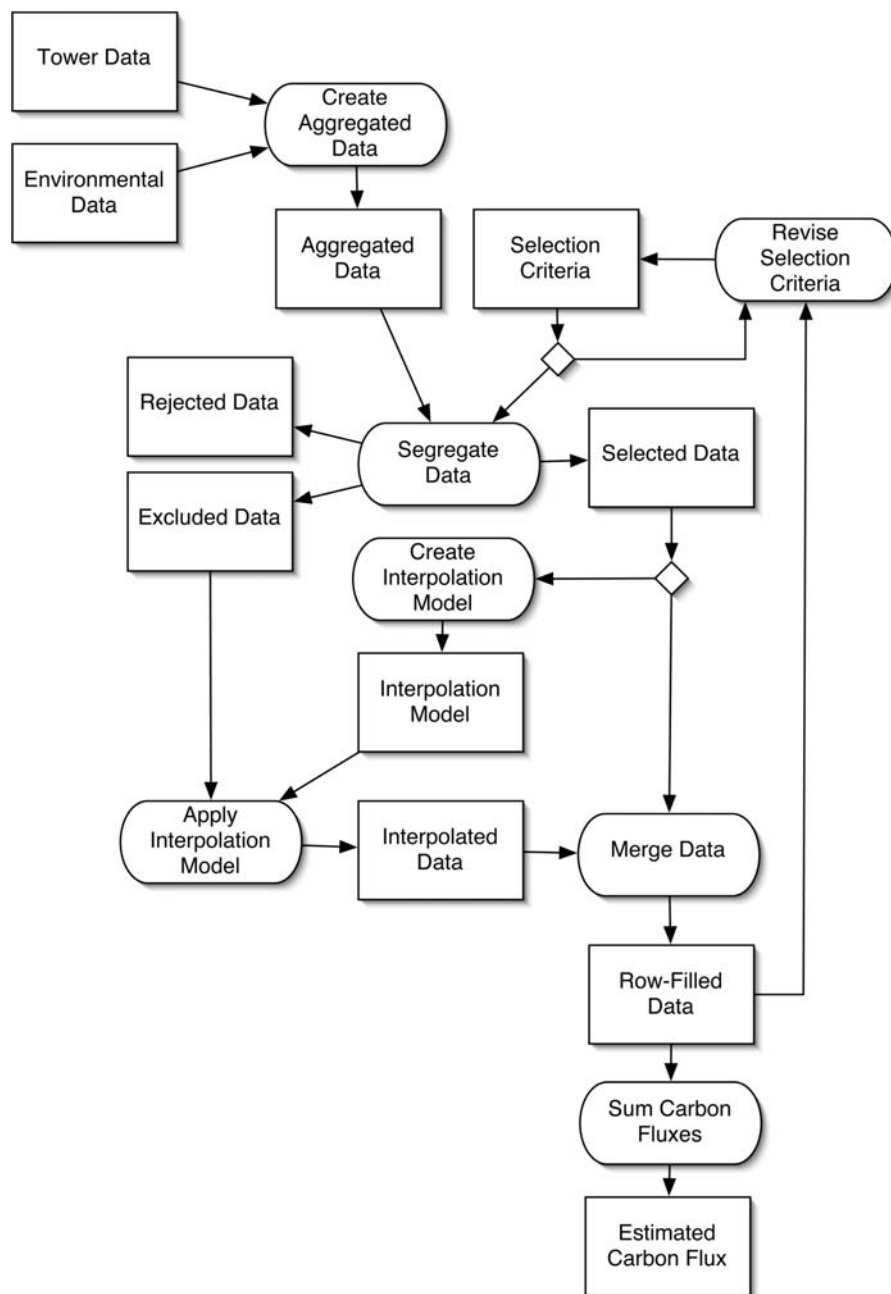 Tower Data
Create
Aggregated
Data
Environmental
Data
Aggregated
Data
Selection
Criteria
Revise
Selection
Criteria
Rejected Data
Segregate
Data
Selected Data
Excluded Data
Create
Interpolation
Model
Interpolation
Model
Apply
Interpolation
Model
Interpolated
Data
Merge Data
Row-Filled
Data
Sum Carbon
Fluxes
Estimated
Carbon Flux